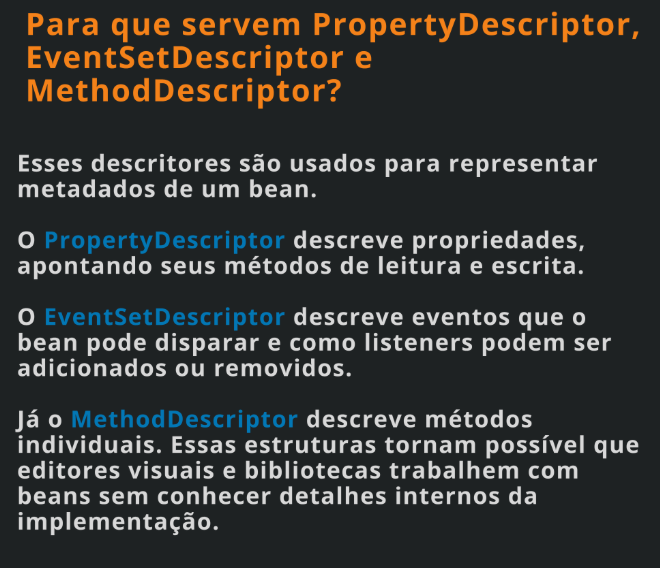 Para que servem PropertyDescriptor,
EventSetDescriptor e
MethodDescriptor?
Esses descritores são usados para representar
metadados de um bean.
O PropertyDescriptor descreve propriedades,
apontando seus métodos de leitura e escrita.
O EventSetDescriptor descreve eventos que o
bean pode disparar e como listeners podem ser
adicionados ou removidos.
Já o MethodDescriptor descreve métodos
individuais. Essas estruturas tornam possível que
editores visuais e bibliotecas trabalhem com
beans sem conhecer detalhes internos da
implementação.